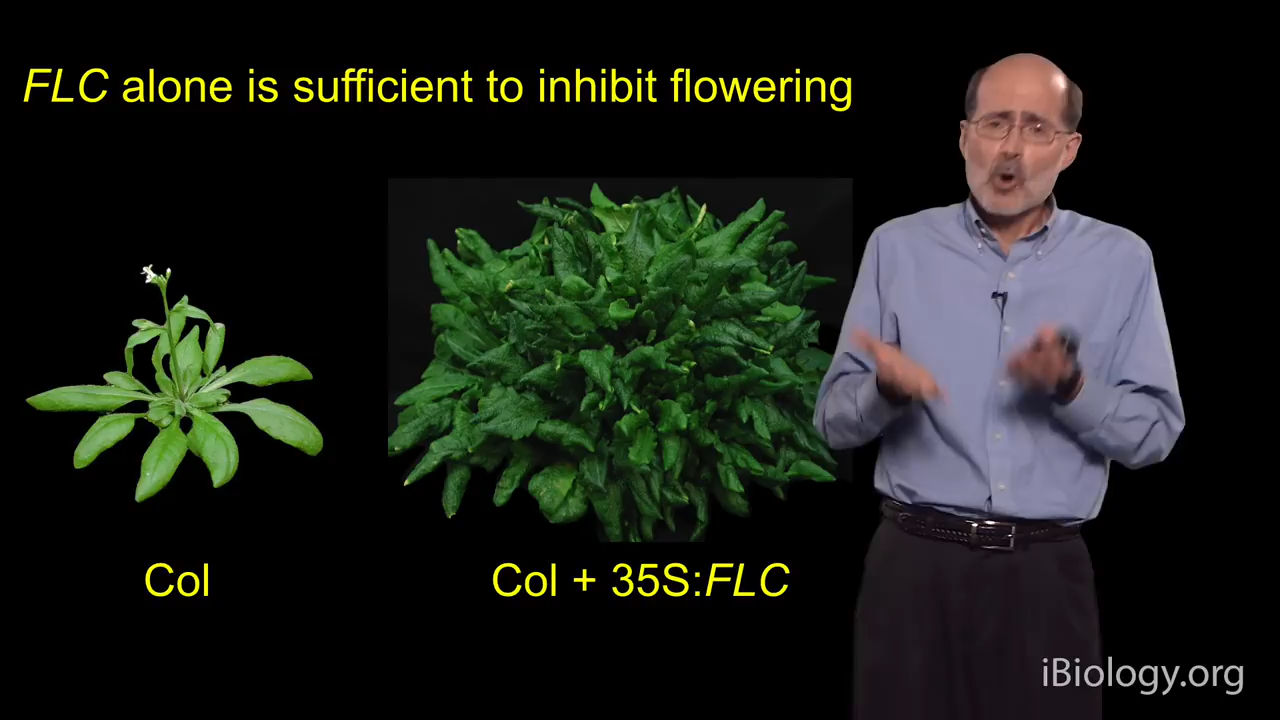 FLC alone is sufficient to inhibit flowering
Col
Col + 35S:FLC
iBiology.org